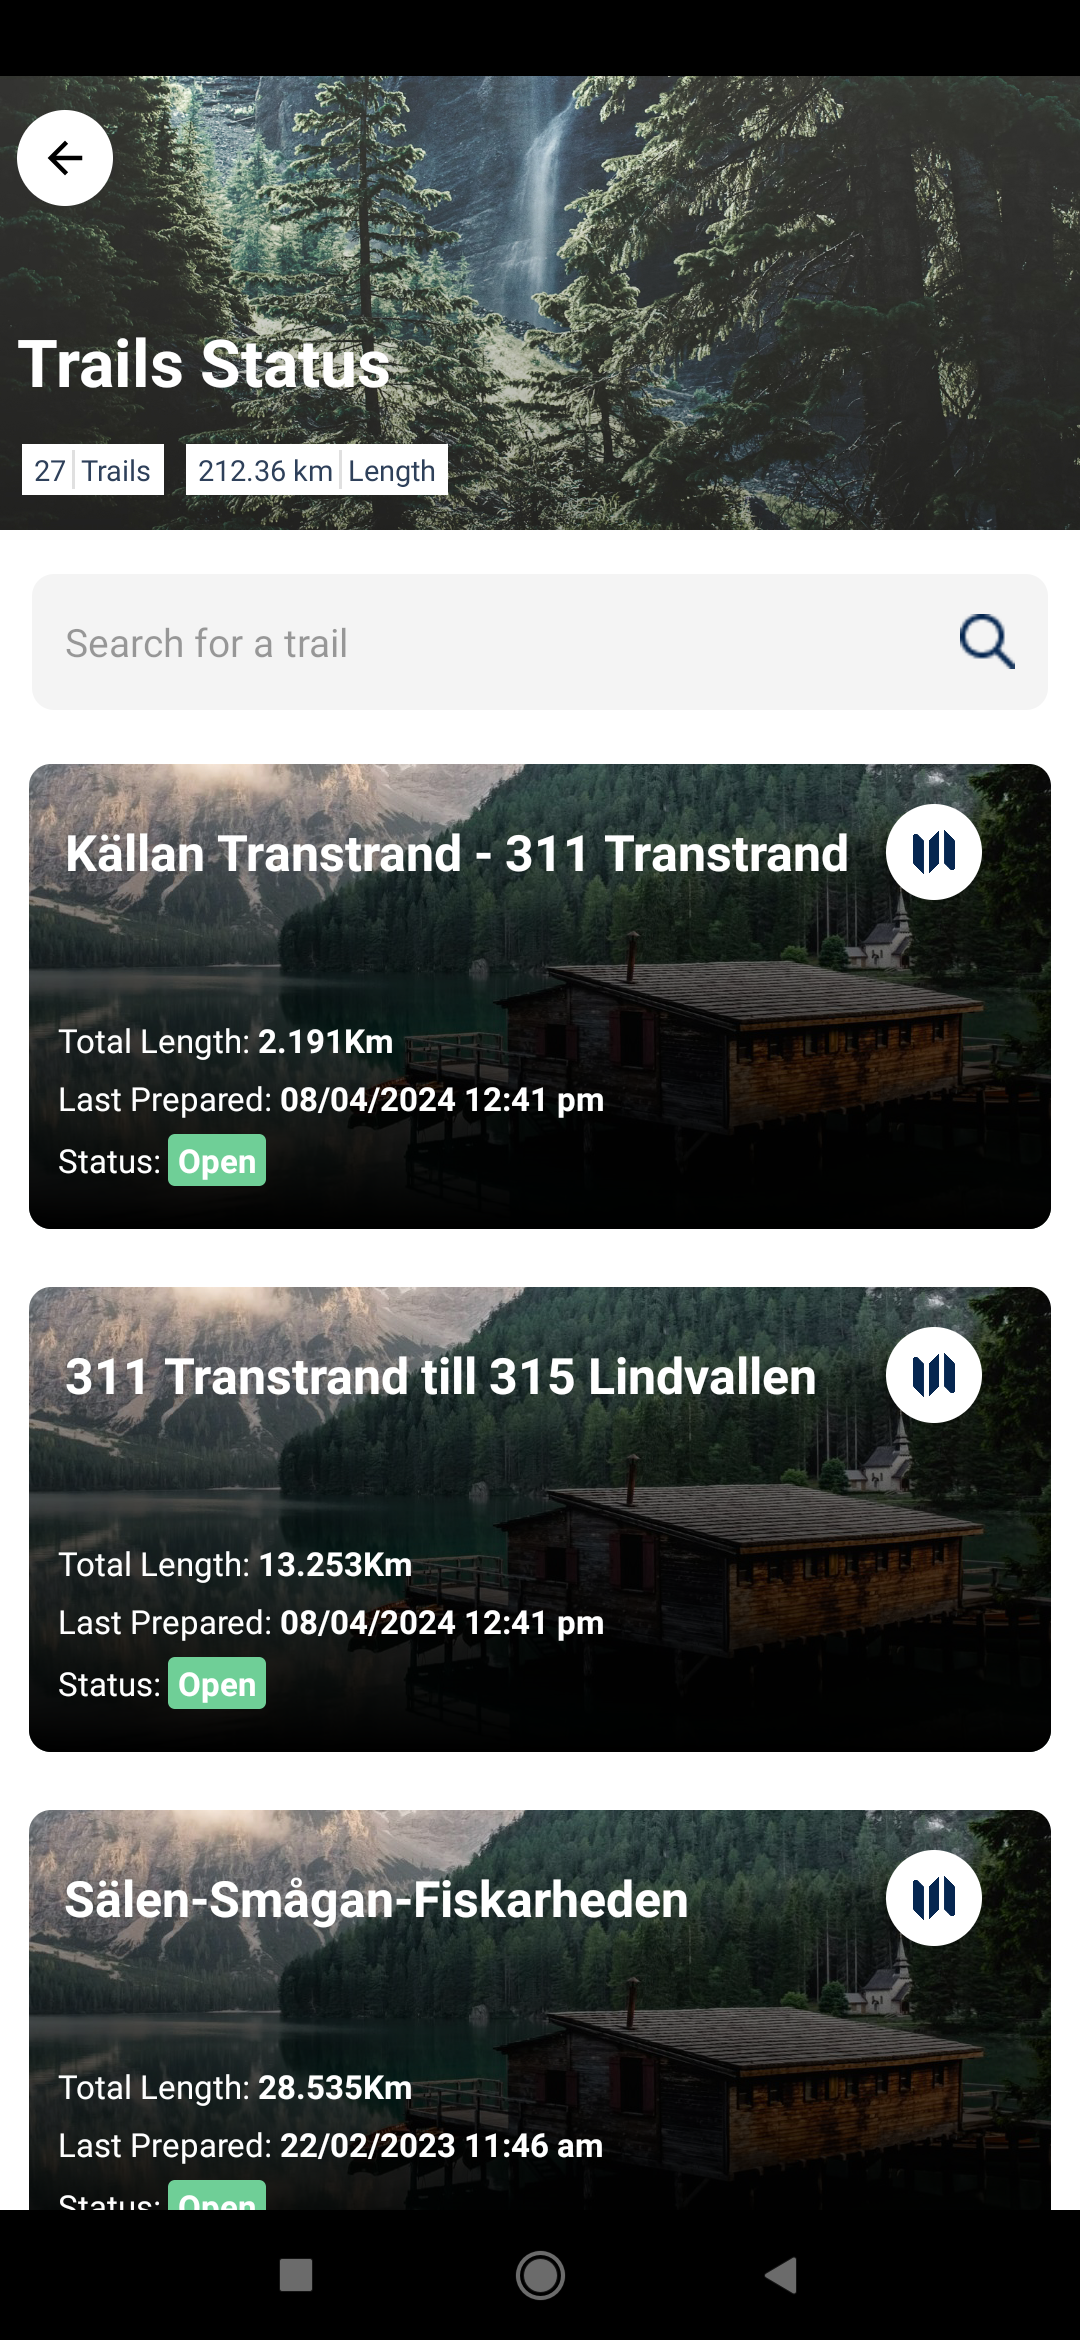 Trails Status
27 Trails 212.36 km Length
Search for a trail
Källan Transtrand - 311 Transtrand
Total Length: 2.191Km
Last Prepared: 08/04/2024 12:41 pm
Status: Open
311 Transtrand till 315 Lindvallen
Total Length: 13.253Km
Last Prepared: 08/04/2024 12:41 pm
Status: Open
Sälen-Smågan-Fiskarheden
Total Length: 28.535Km
Last Prepared: 22/02/2023 11:46 am
Status: Open